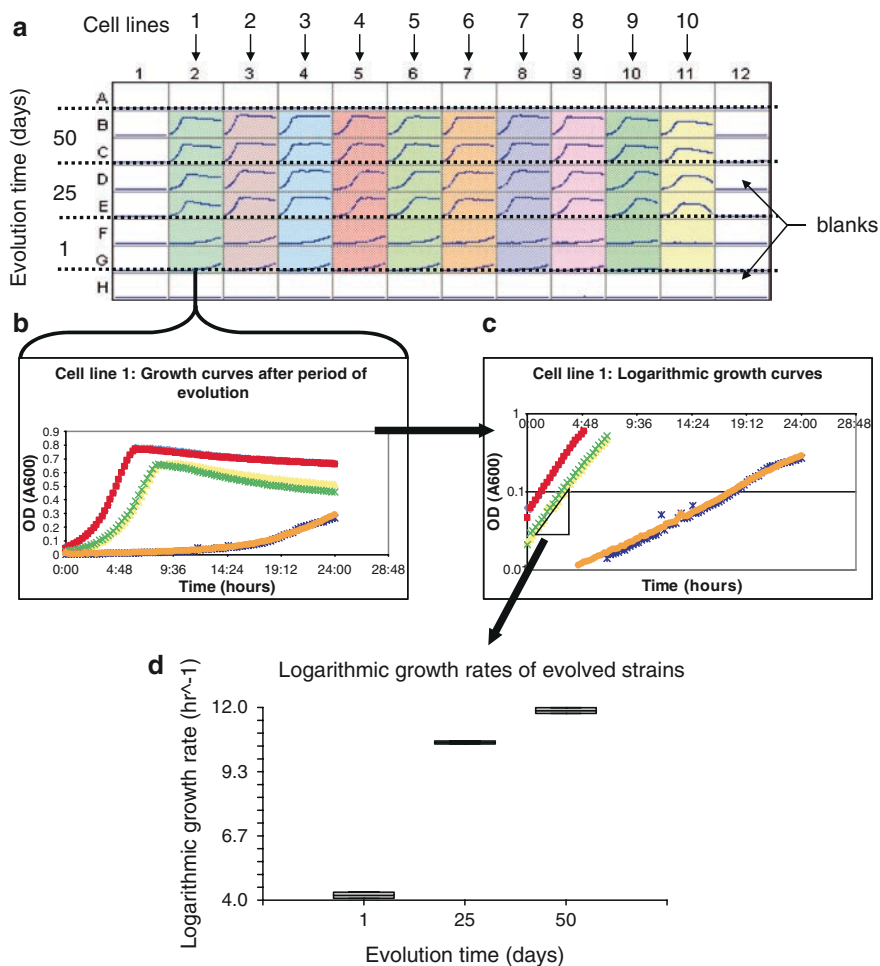 a
Cell lines 1 2 3 4 5 6 7 8 9 10
1 2 3 4 5 6 7 8 9 10 11 12
Evolution time (days)
A
50
B
C
25
D
E
1
F
G
H
blanks
b
Cell line 1: Growth curves after period of
evolution
OD (A600)
0.9
0.8
0.7
0.6
0.5
0.4
0.3
0.2
0.1
0
0:00 4:48 9:36 14:24 19:12 24:00 28:48
Time (hours)
c
Cell line 1: Logarithmic growth curves
OD (A600)
1
0:00 4:48 9:36 14:24 19:12 24:00 28:48
0.1
0.01
Time (hours)
d
Logarithmic growth rates of evolved strains
Logarithmic growth rate (hr^-1)
12.0
9.3
6.7
4.0
1 25 50
Evolution time (days)